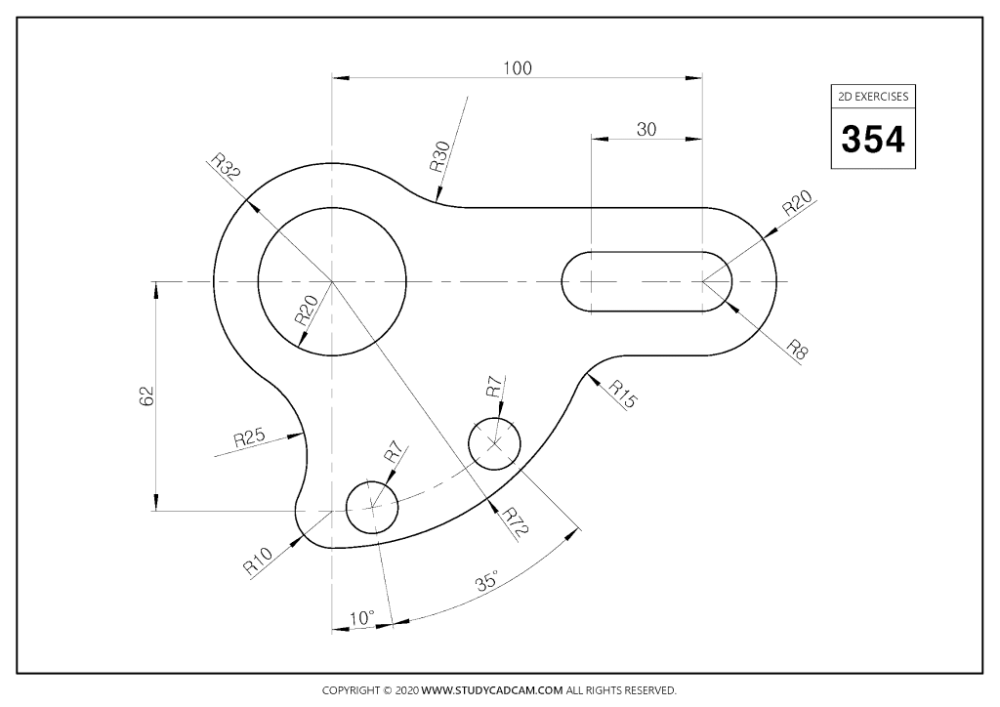 100
2D EXERCISES
354
30
R30
R32
R20
R20
R8
62
R7
R15
R25
R7
R72
R10
35°
10°
COPYRIGHT © 2020 WWW.STUDYCADCAM.COM ALL RIGHTS RESERVED.